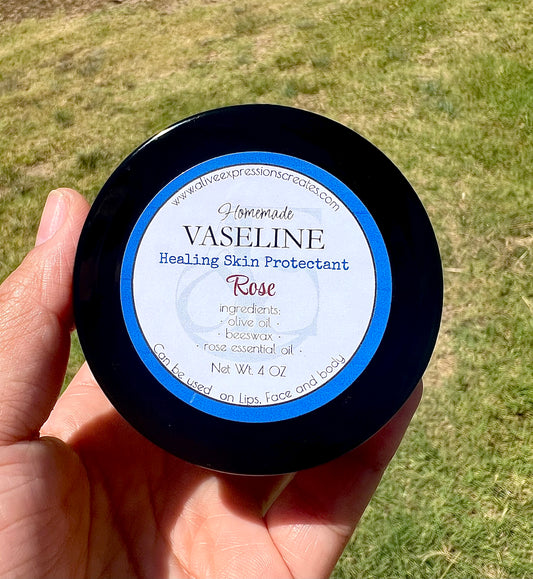 www.aliveexpressionscreates.com
Homemade
VASELINE
Healing Skin Protectant
Rose
ingredients:
· olive oil ·
· beeswax ·
· rose essential oil ·
Net Wt. 4 OZ
Can be used on Lips, Face and body